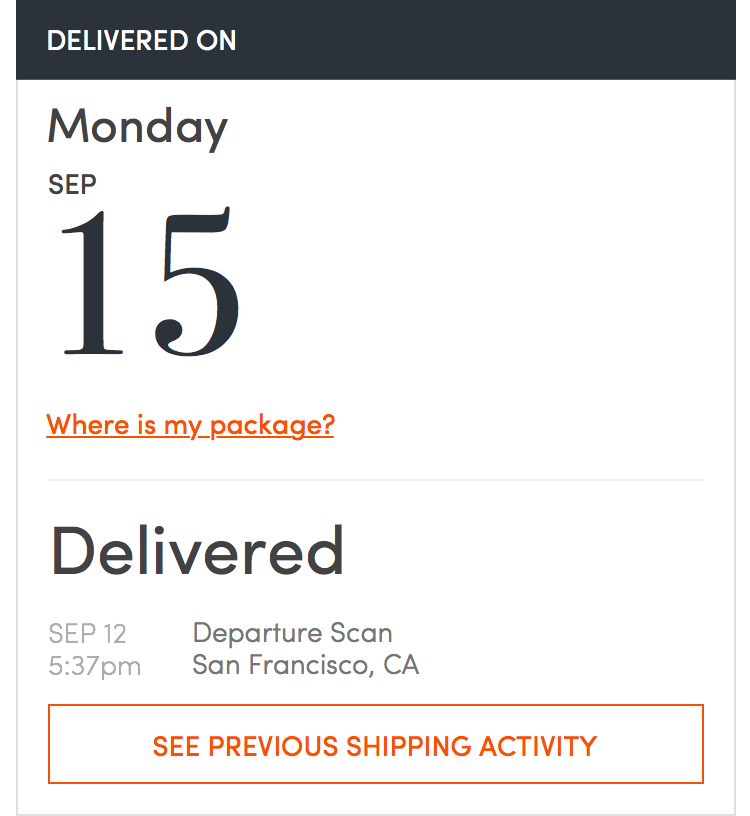 DELIVERED ON
Monday
SEP
15
Where is my package?
Delivered
SEP 12 Departure Scan
5:37pm San Francisco, CA
SEE PREVIOUS SHIPPING ACTIVITY